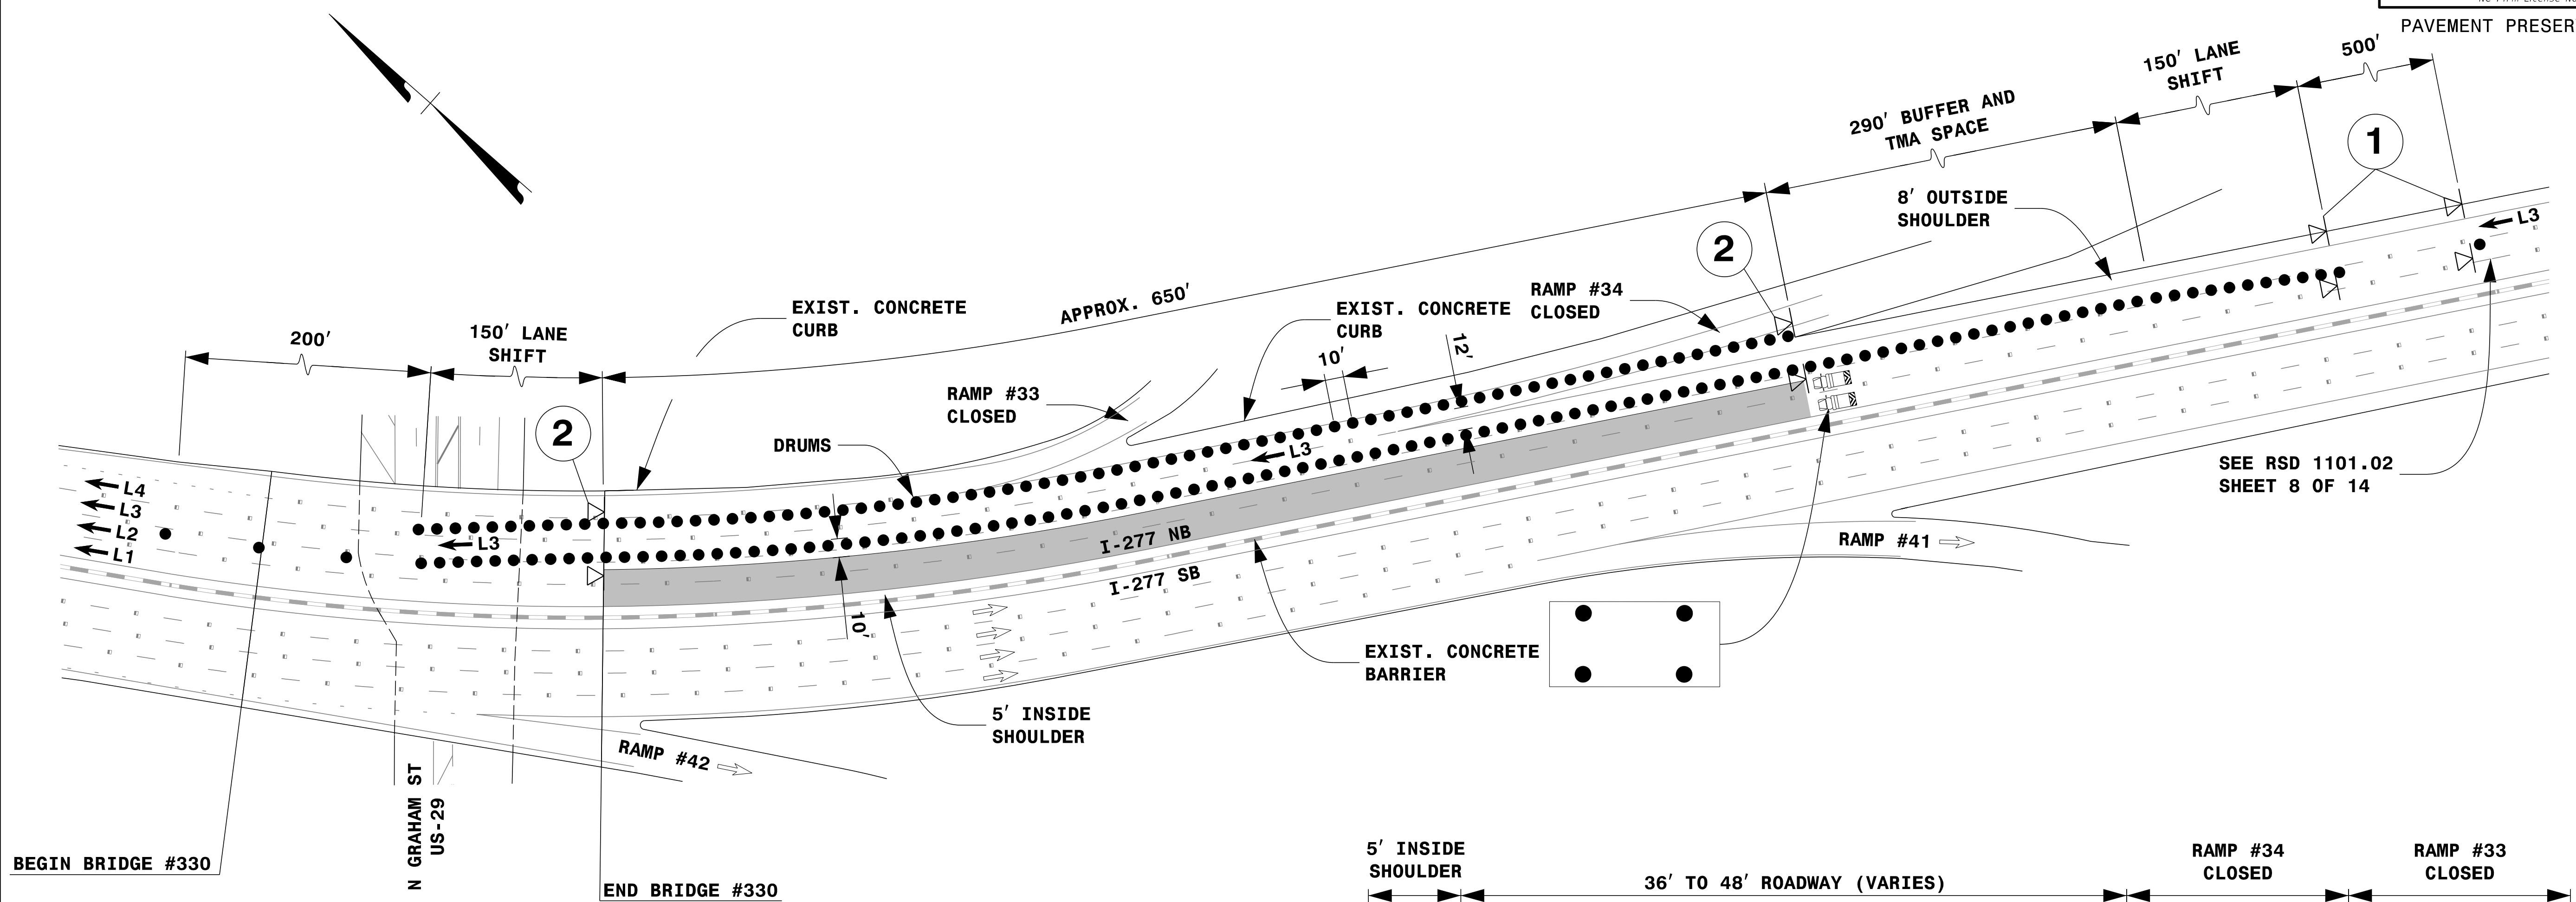 PAVEMENT PRESER
500'
150' LANE
SHIFT
290' BUFFER AND
TMA SPACE
1
8' OUTSIDE
SHOULDER
L3
2
RAMP #34
CLOSED
EXIST. CONCRETE
CURB
APPROX. 650'
EXIST. CONCRETE
CURB
200'
150' LANE
SHIFT
12'
10'
RAMP #33
CLOSED
2
DRUMS
L3
SEE RSD 1101.02
SHEET 8 OF 14
L4
L3
L2
L1
L3
I-277 NB
I-277 SB
RAMP #41
10'
EXIST. CONCRETE
BARRIER
5' INSIDE
SHOULDER
RAMP #42
N GRAHAM ST
US-29
BEGIN BRIDGE #330
END BRIDGE #330
5' INSIDE
SHOULDER
36' TO 48' ROADWAY (VARIES)
RAMP #34
CLOSED
RAMP #33
CLOSED